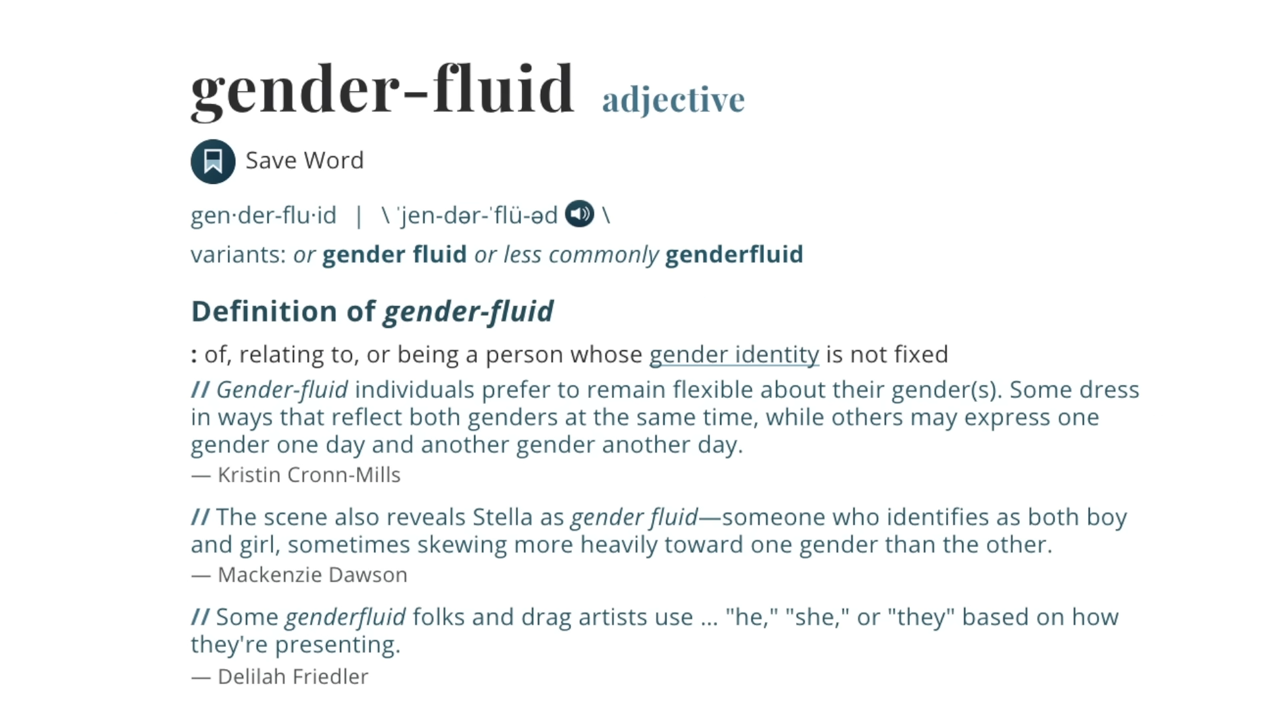 gender-fluid adjective
Save Word
gen·der-flu·id | \ ˈjen-dər-ˈflü-əd \
variants: or gender fluid or less commonly genderfluid
Definition of gender-fluid
: of, relating to, or being a person whose gender identity is not fixed
// Gender-fluid individuals prefer to remain flexible about their gender(s). Some dress
in ways that reflect both genders at the same time, while others may express one
gender one day and another gender another day.
— Kristin Cronn-Mills
// The scene also reveals Stella as gender fluid—someone who identifies as both boy
and girl, sometimes skewing more heavily toward one gender than the other.
— Mackenzie Dawson
// Some genderfluid folks and drag artists use ... "he," "she," or "they" based on how
they're presenting.
— Delilah Friedler